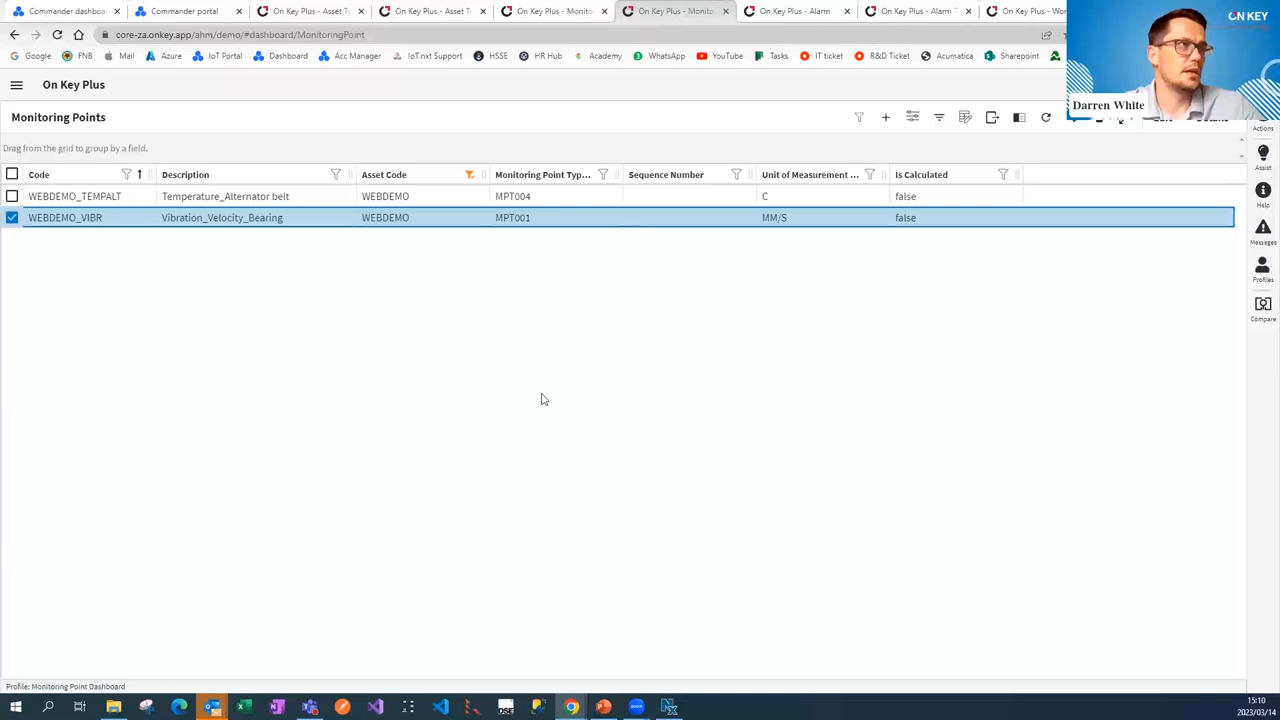 Commander dashboa
Commander portal
On Key Plus - Asset Ty
On Key Plus - Asset T
On Key Plus - Monito
On Key Plus - Monito
On Key Plus - Alarm
On Key Plus - Alarm T
On Key Plus - Wor
core-za.onkey.app/ahm/demo/#dashboard/MonitoringPoint
Google
FNB
Mail
Azure
IoT Portal
Dashboard
Acc Manager
IoT.nxt Support
HSSE
HR Hub
Academy
WhatsApp
YouTube
Tasks
IT ticket
R&D Ticket
Acumatica
Sharepoint
ON KEY
Darren White
On Key Plus
Monitoring Points
Actions
Drag from the grid to group by a field.
Code Description Asset Code Monitoring Point Typ... Sequence Number Unit of Measurement ... Is Calculated
WEBDEMO_TEMPALT Temperature_Alternator belt WEBDEMO MPT004 C false
WEBDEMO_VIBR Vibration_Velocity_Bearing WEBDEMO MPT001 MM/S false
Assist
Help
Messages
Profiles
Compare
Profile: Monitoring Point Dashboard
DSE
15:10
2023/03/14